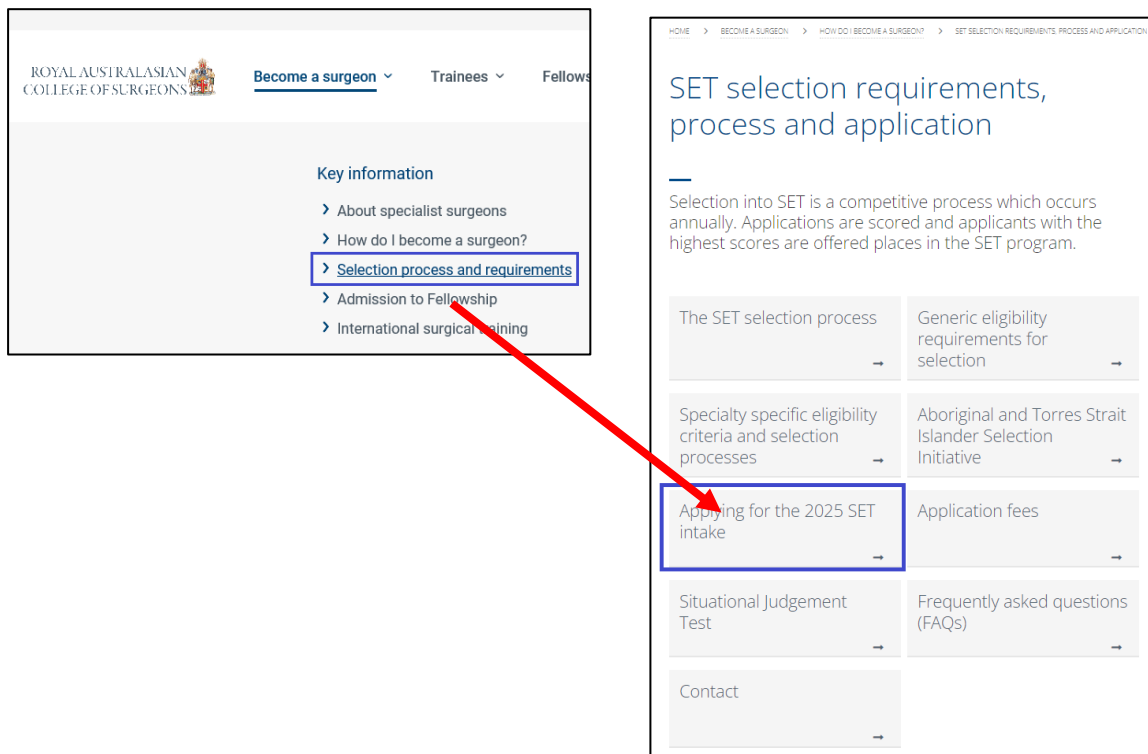 ROYAL AUSTRALASIAN
COLLEGE OF SURGEONS
Become a surgeon
Trainees
Fellows
Key information
About specialist surgeons
How do I become a surgeon?
Selection process and requirements
Admission to Fellowship
International surgical training
HOME > BECOME A SURGEON > HOW DO I BECOME A SURGEON? > SET SELECTION REQUIREMENTS, PROCESS AND APPLICATION
SET selection requirements,
process and application
Selection into SET is a competitive process which occurs
annually. Applications are scored and applicants with the
highest scores are offered places in the SET program.
The SET selection process
Generic eligibility
requirements for
selection
Specialty specific eligibility
criteria and selection
processes
Aboriginal and Torres Strait
Islander Selection
Initiative
Applying for the 2025 SET
intake
Application fees
Situational Judgement
Test
Frequently asked questions
(FAQs)
Contact